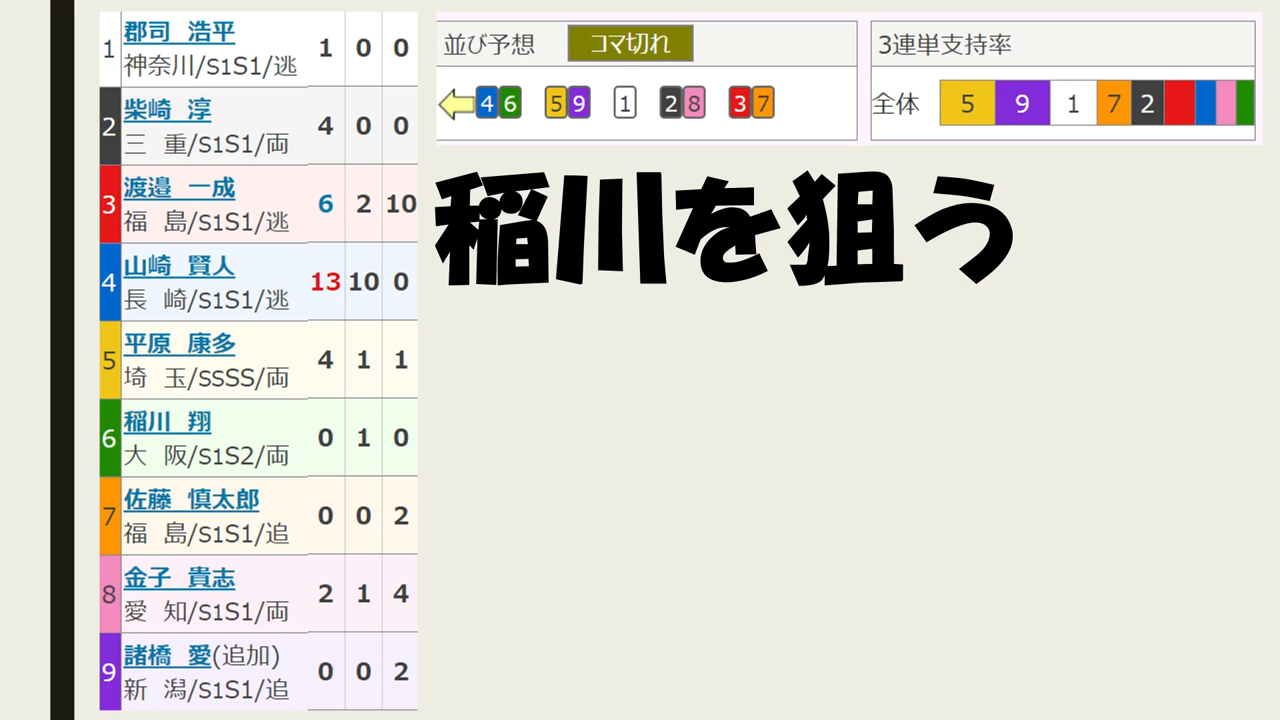 1 郡司 浩平 1 0 0
神奈川/S1S1/逃
2 柴崎 淳 4 0 0
三 重/S1S1/両
3 渡邉 一成 6 2 10
福 島/S1S1/逃
4 山崎 賢人 13 10 0
長 崎/S1S1/逃
5 平原 康多 4 1 1
埼 玉/SSSS/両
6 稲川 翔 0 1 0
大 阪/S1S2/両
7 佐藤 慎太郎 0 0 2
福 島/S1S1/追
8 金子 貴志 2 1 4
愛 知/S1S1/両
9 諸橋 愛(追加) 0 0 2
新 潟/S1S1/追
並び予想 コマ切れ
4 6 5 9 1 2 8 3 7
3連単支持率
全体 5 9 1 7 2
稲川を狙う